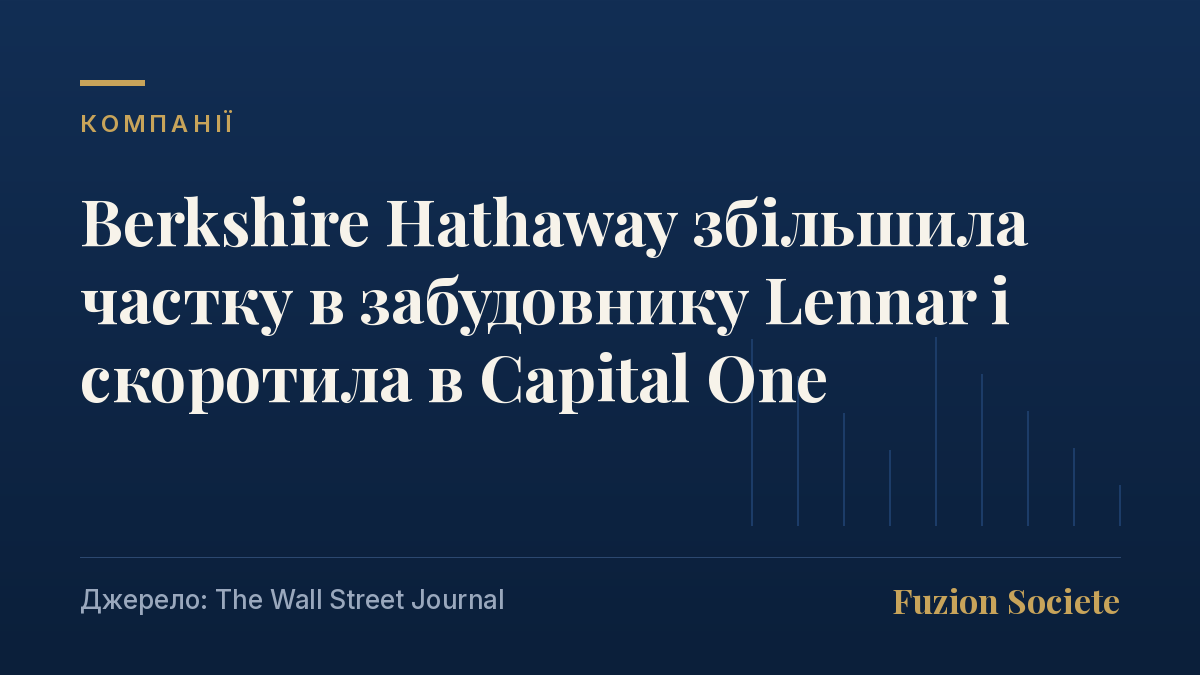 КОМПАНІЇ
Berkshire Hathaway збільшила
частку в забудовнику Lennar і
скоротила в Capital One
Джерело: The Wall Street Journal
Fuzion Societe